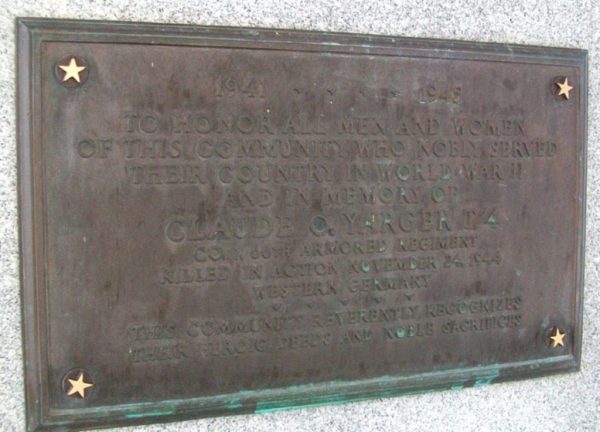 1941 1945
TO HONOR ALL MEN AND WOMEN
OF THIS COMMUNITY WHO NOBLY SERVED
THEIR COUNTRY IN WORLD WAR II
AND IN MEMORY OF
CLAUDE O. YARGER T-4
CO. 66TH ARMORED REGIMENT
KILLED IN ACTION NOVEMBER 24, 1944
WESTERN GERMANY
THIS COMMUNITY REVERENTLY RECOGNIZES
THEIR HEROIC DEEDS AND NOBLE SACRIFICES